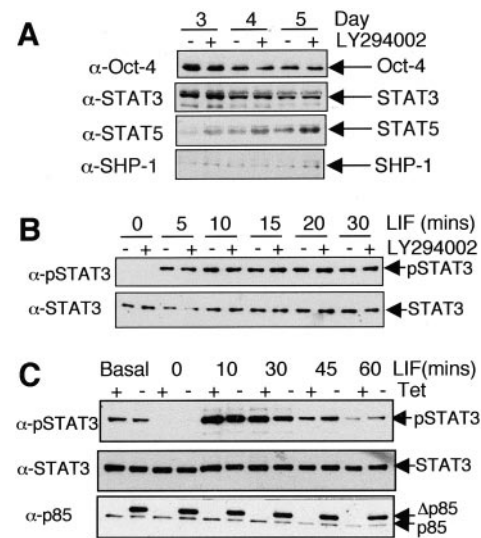 A
3 4 5 Day
- + - + - + LY294002
α-Oct-4 Oct-4
α-STAT3 STAT3
α-STAT5 STAT5
α-SHP-1 SHP-1
B
0 5 10 15 20 30 LIF (mins)
- + - + - + - + - + - + LY294002
α-pSTAT3 pSTAT3
α-STAT3 STAT3
C
Basal 0 10 30 45 60 LIF(mins)
+ - + - + - + - + - + - Tet
α-pSTAT3 pSTAT3
α-STAT3 STAT3
α-p85 Δp85
p85